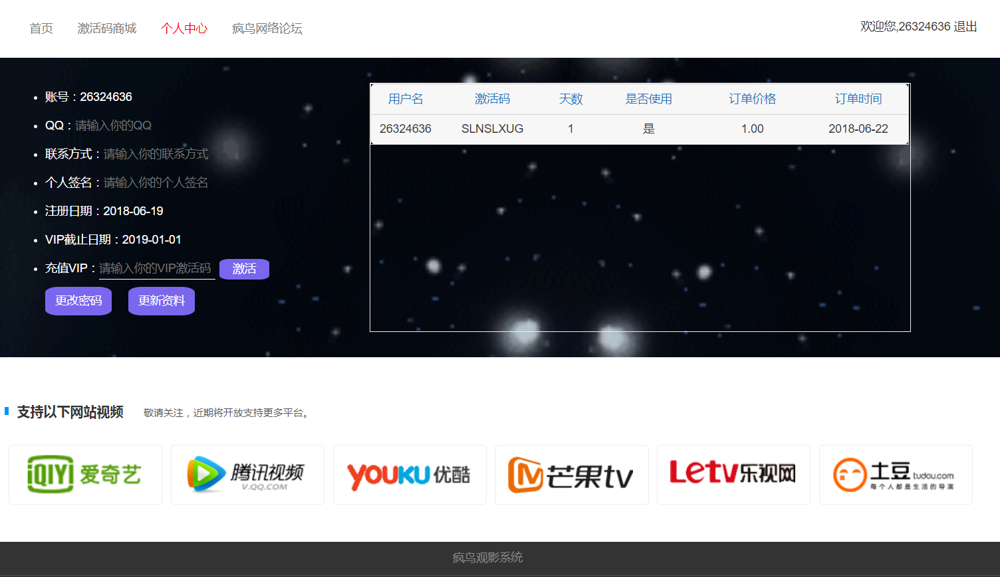 首页 激活码商城 个人中心 疯鸟网络论坛 欢迎您,26324636 退出
账号：26324636
QQ：请输入你的QQ
联系方式：请输入你的联系方式
个人签名：请输入你的个人签名
注册日期：2018-06-19
VIP截止日期：2019-01-01
充值VIP：请输入你的VIP激活码 激活
更改密码 更新资料
用户名 激活码 天数 是否使用 订单价格 订单时间
26324636 SLNSLXUG 1 是 1.00 2018-06-22
支持以下网站视频 敬请关注，近期将开放支持更多平台。
iQIYI 爱奇艺
腾讯视频
V.QQ.COM
YOUKU 优酷
芒果tv
Letv乐视网
土豆 tudou.com
每个人都是生活的导演
疯鸟观影系统